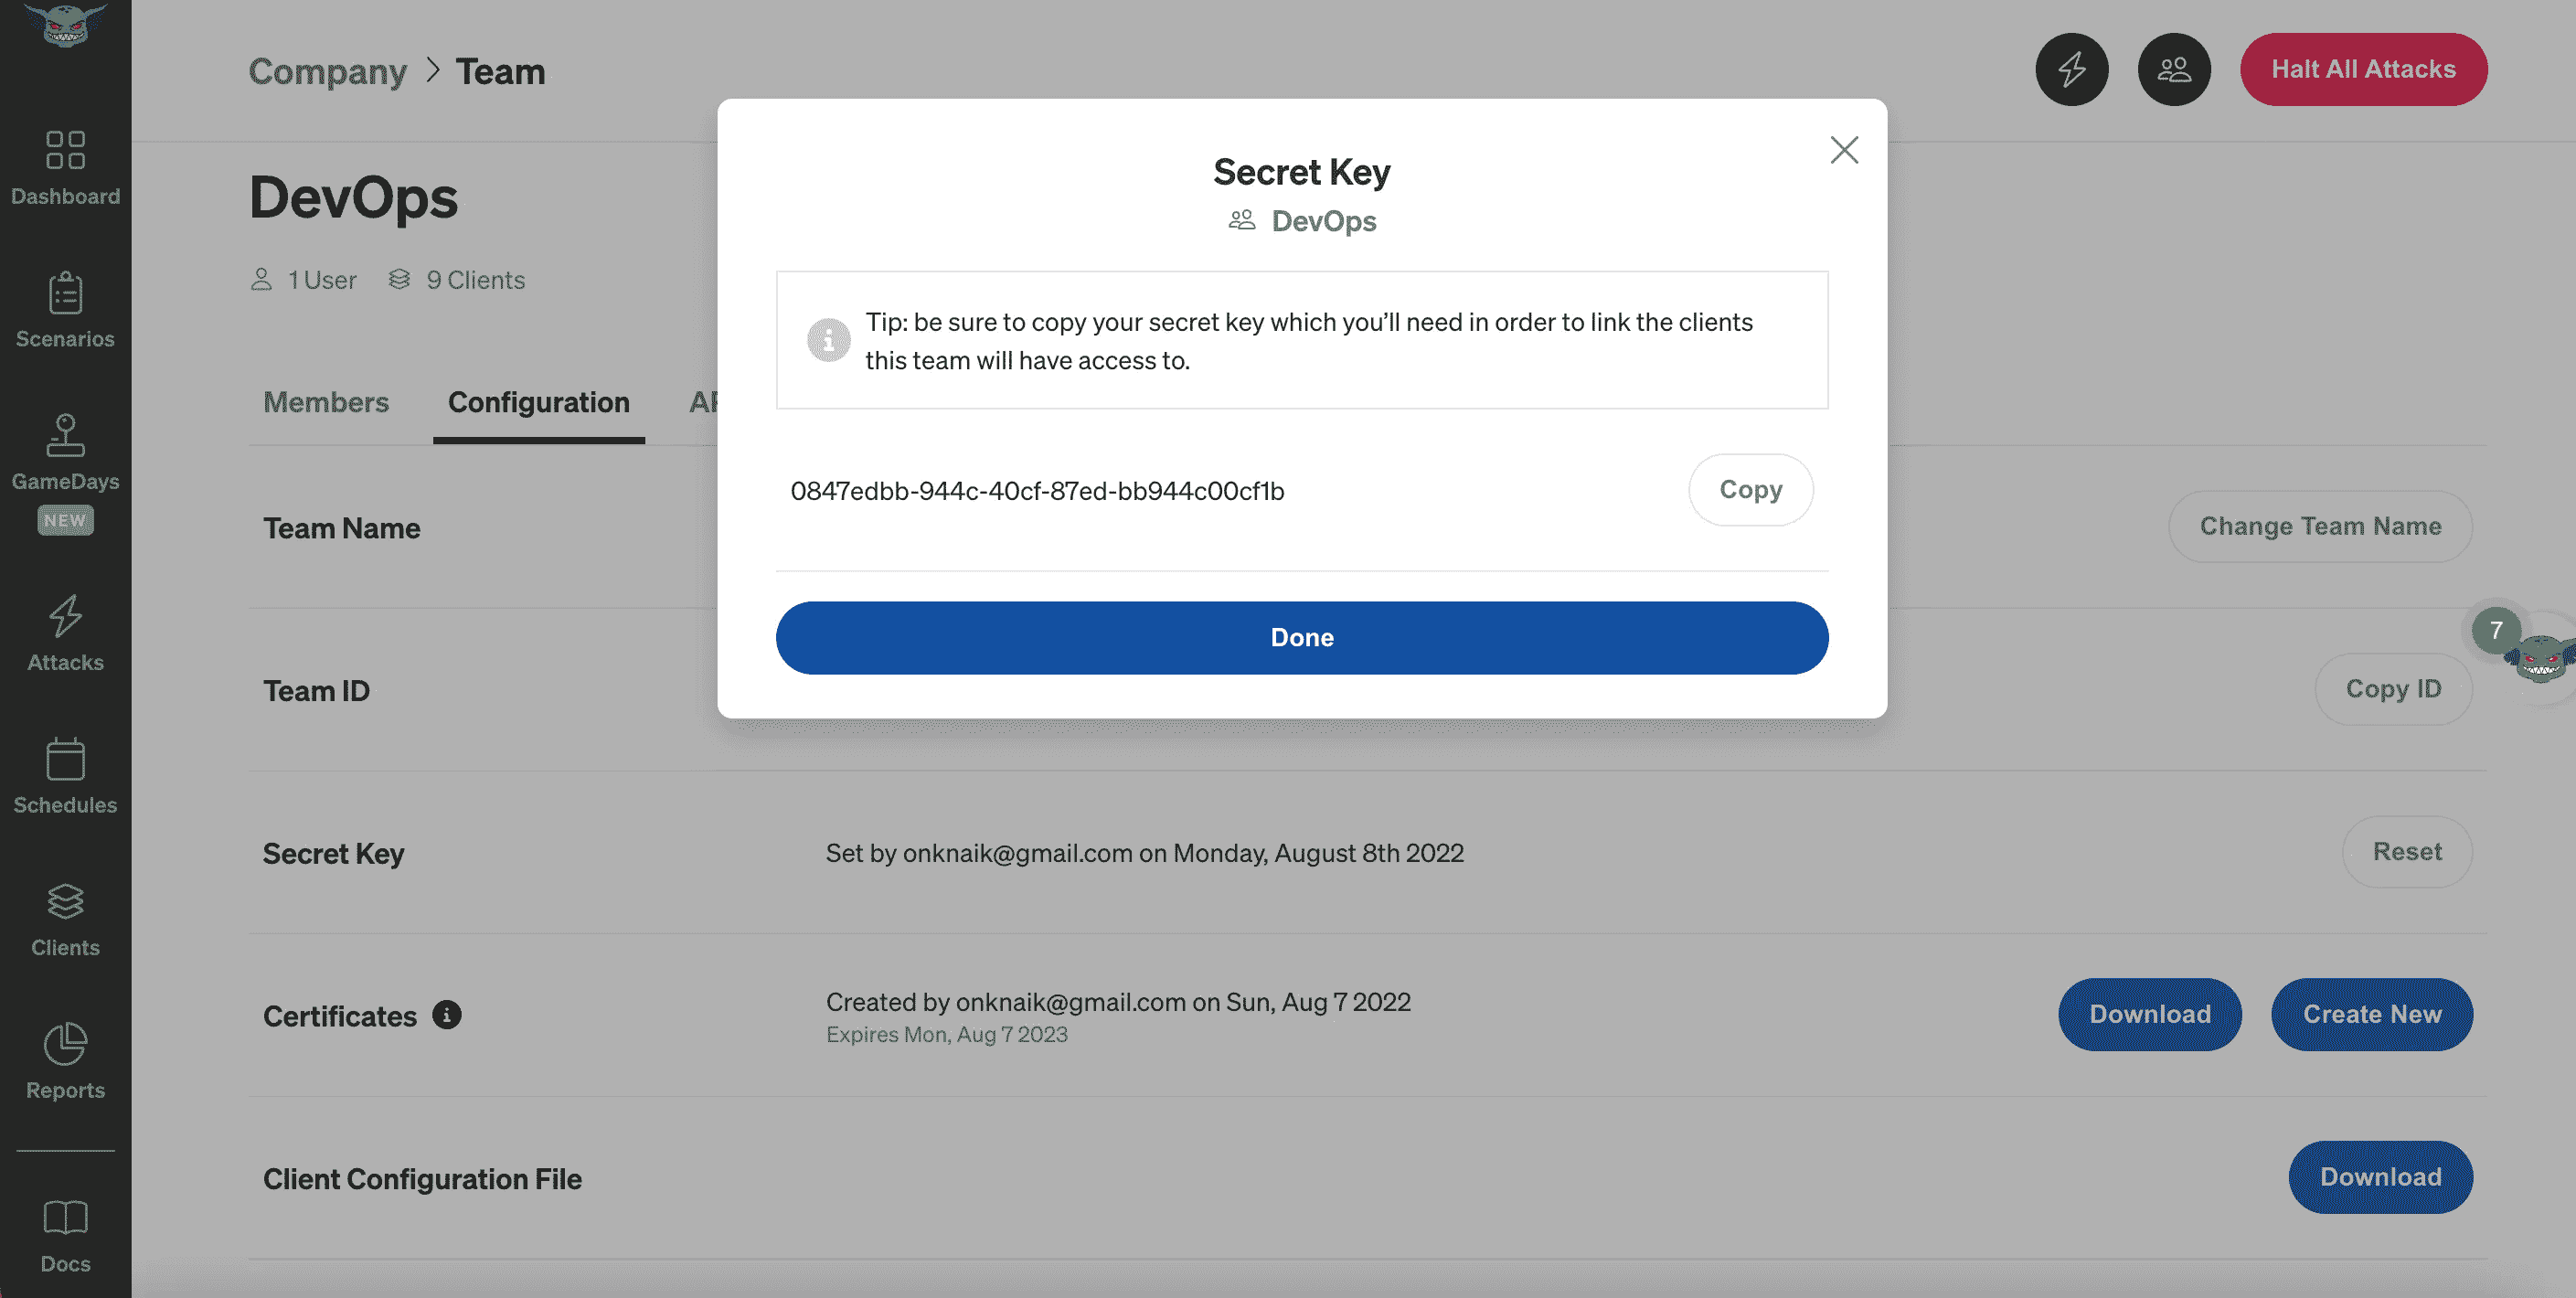 Company > Team
Halt All Attacks
Dashboard
Scenarios
GameDays
NEW
Attacks
Schedules
Clients
Reports
Docs
DevOps
1 User 9 Clients
Members Configuration AP
Secret Key
DevOps
Tip: be sure to copy your secret key which you’ll need in order to link the clients
this team will have access to.
0847edbb-944c-40cf-87ed-bb944c00cf1b Copy
Done
Team Name Change Team Name
7
Team ID Copy ID
Secret Key Set by onknaik@gmail.com on Monday, August 8th 2022 Reset
Certificates Created by onknaik@gmail.com on Sun, Aug 7 2022 Download Create New
Expires Mon, Aug 7 2023
Client Configuration File Download